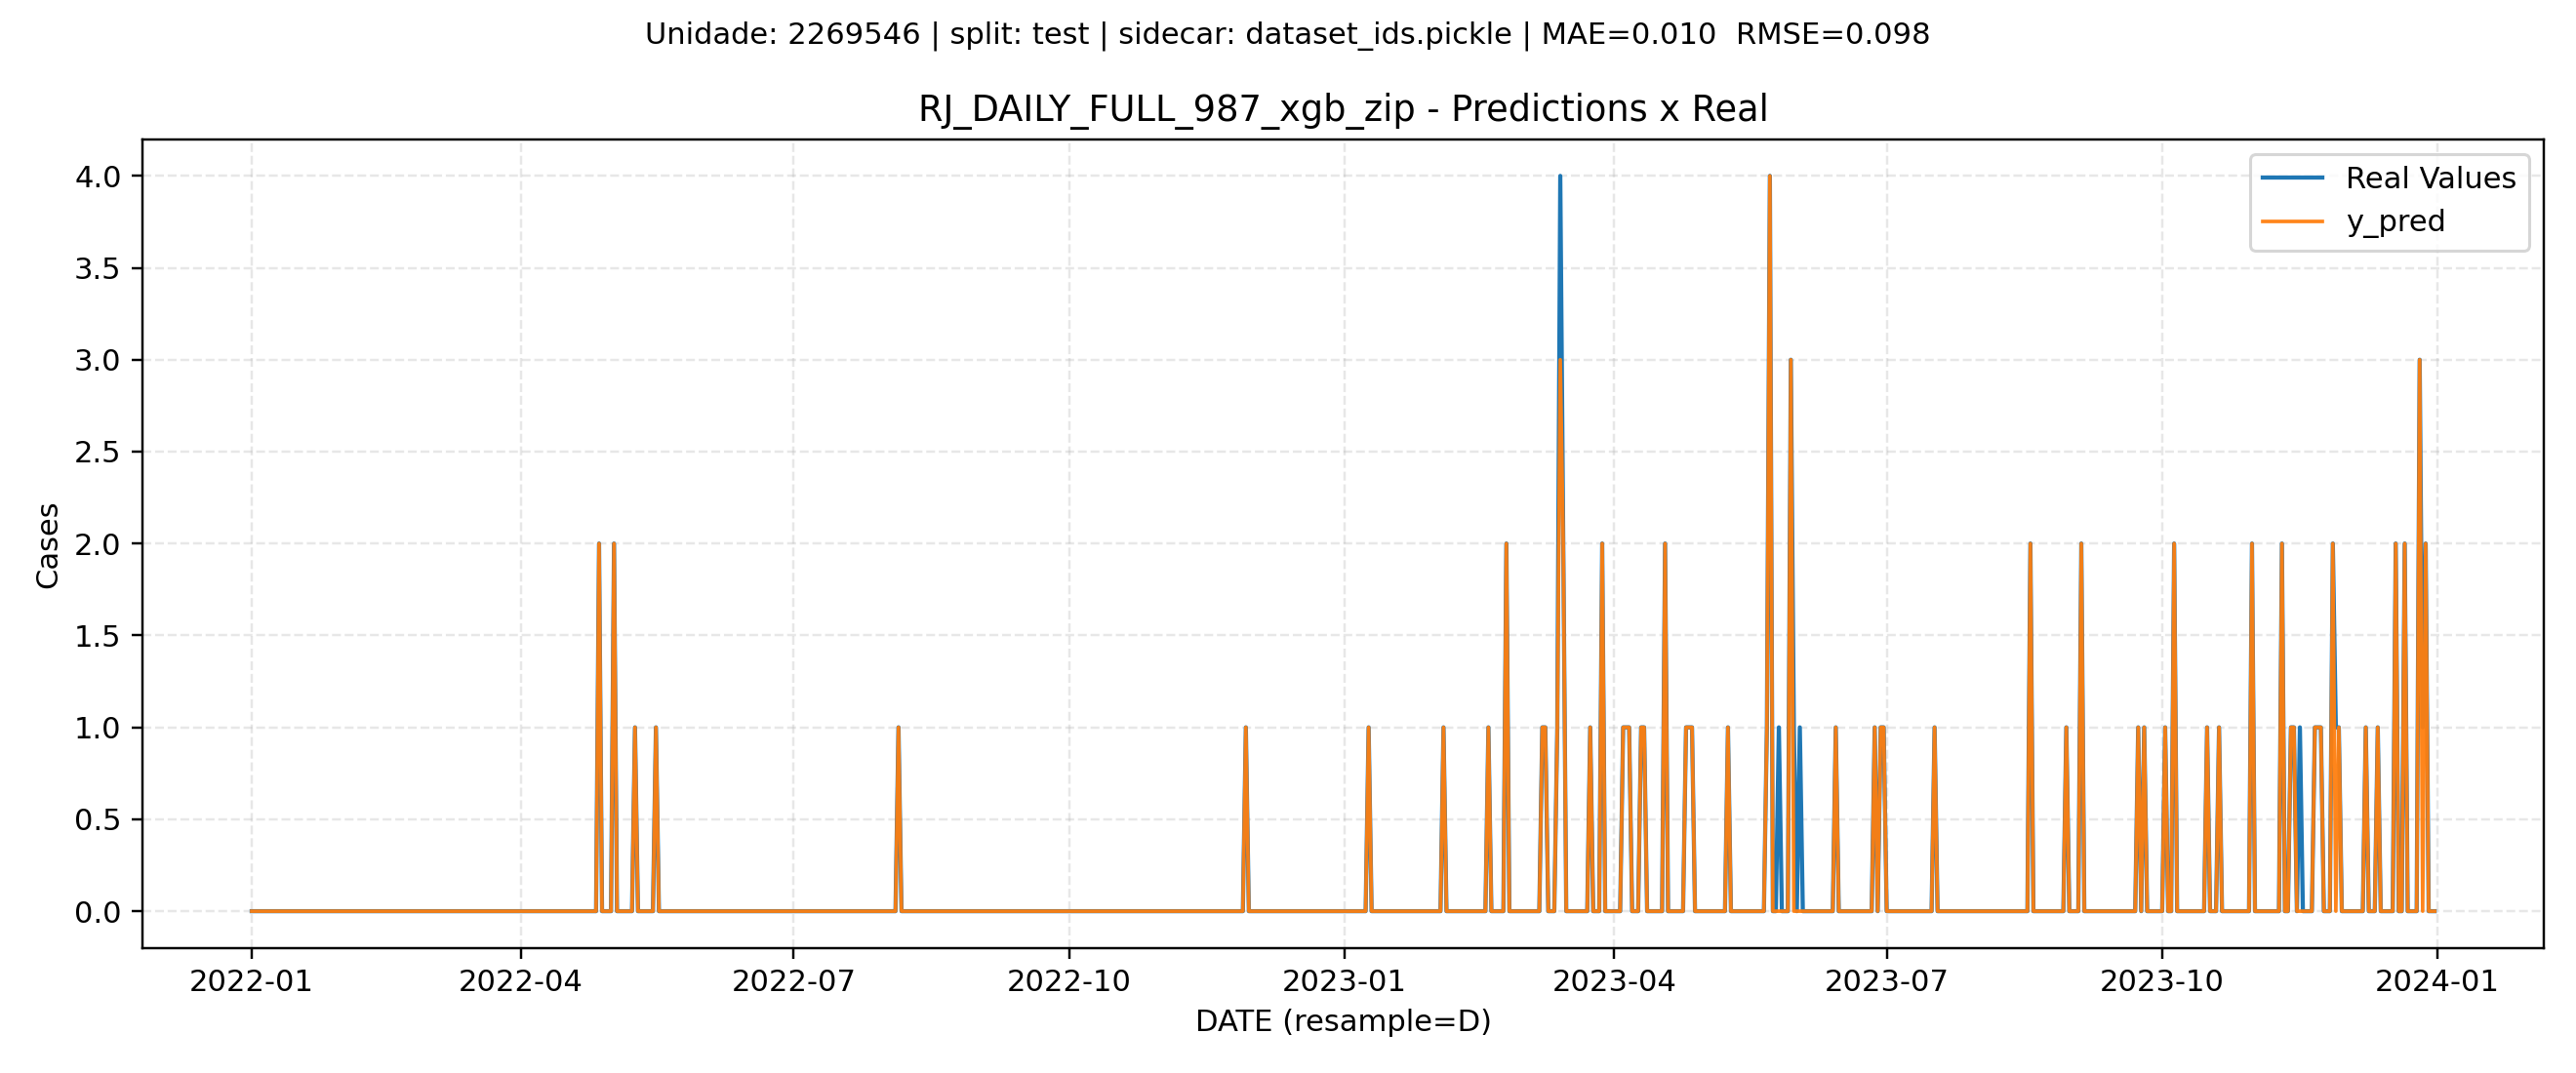 Unidade: 2269546 | split: test | sidecar: dataset_ids.pickle | MAE=0.010  RMSE=0.098
RJ_DAILY_FULL_987_xgb_zip - Predictions x Real
Real Values
y_pred
Cases
4.0
3.5
3.0
2.5
2.0
1.5
1.0
0.5
0.0
2022-01 2022-04 2022-07 2022-10 2023-01 2023-04 2023-07 2023-10 2024-01
DATE (resample=D)